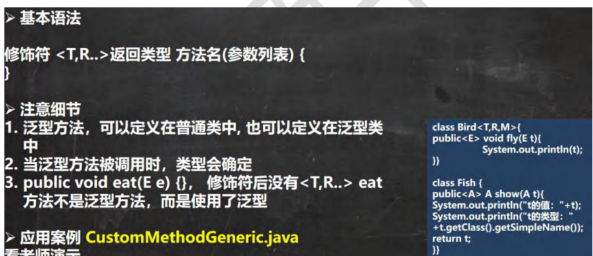 ➢ 基本语法
修饰符 <T,R..>返回类型 方法名(参数列表) {
}
➢ 注意细节
1. 泛型方法，可以定义在普通类中, 也可以定义在泛型类
中
2. 当泛型方法被调用时，类型会确定
3. public void eat(E e) {}， 修饰符后没有<T,R..> eat
方法不是泛型方法，而是使用了泛型
➢ 应用案例 CustomMethodGeneric.java
看老师演示
class Bird<T,R,M>{
public<E> void fly(E t){
System.out.println(t);
}}
class Fish {
public<A> A show(A t){
System.out.println("t的值："+t);
System.out.println("t的类型："
+t.getClass().getSimpleName());
return t;
}}